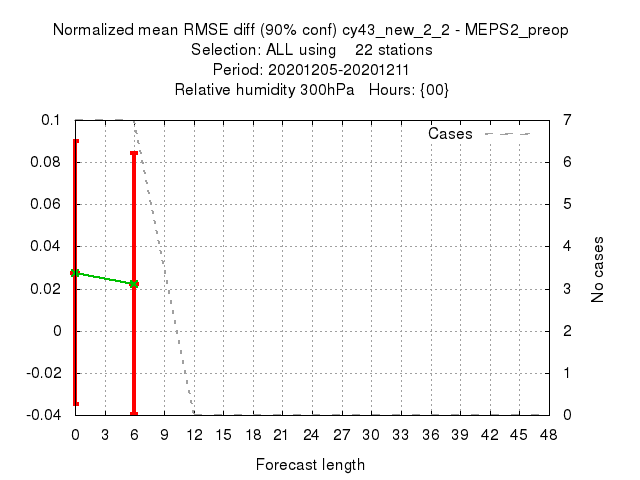 Normalized mean RMSE diff (90% conf) cy43_new_2_2 - MEPS2_preop
Selection: ALL using 22 stations
Period: 20201205-20201211
Relative humidity 300hPa Hours: {00}
Cases
0.1
0.08
0.06
0.04
0.02
0
-0.02
-0.04
7
6
5
4
3
2
1
0
No cases
0 3 6 9 12 15 18 21 24 27 30 33 36 39 42 45 48
Forecast length